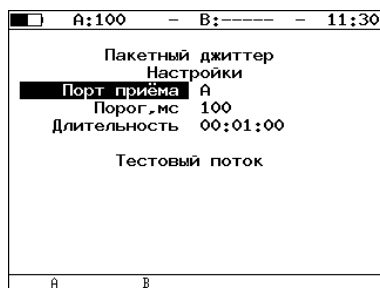 A:100 – B:----- – 11:30
Пакетный джиттер
Настройки
Порт приёма A
Порог,мс 100
Длительность 00:01:00
Тестовый поток
A B